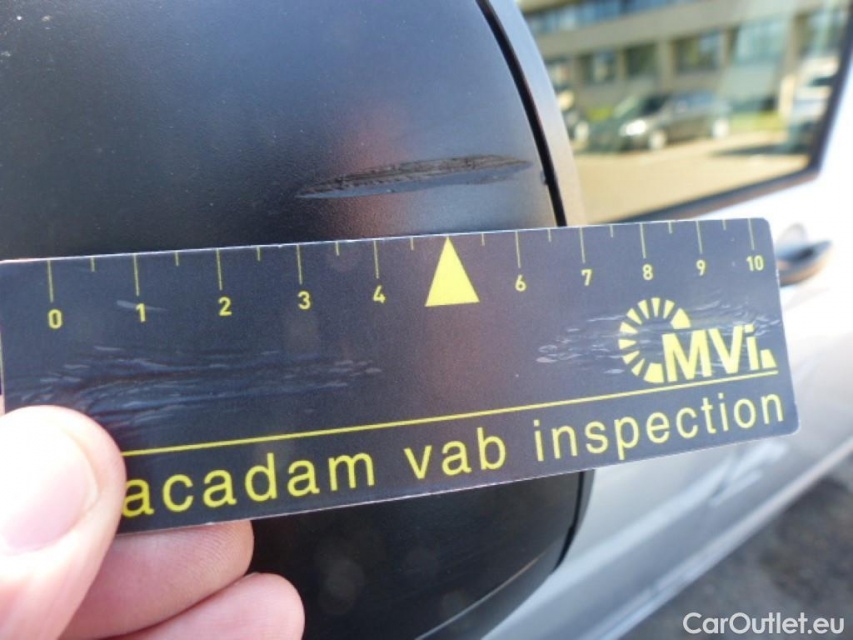 0 1 2 3 4 6 7 8 9 10
MVi
acadam vab inspection
CarOutlet.eu